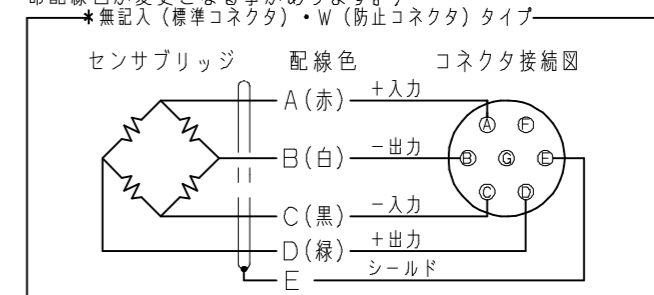 *無記入（標準コネクタ）・W（防止コネクタ）タイプ
センサブリッジ 配線色 コネクタ接続図
A(赤) +入力
A F
B(白) -出力
B G E
C(黒) -入力
C D
D(緑) +出力
E シールド